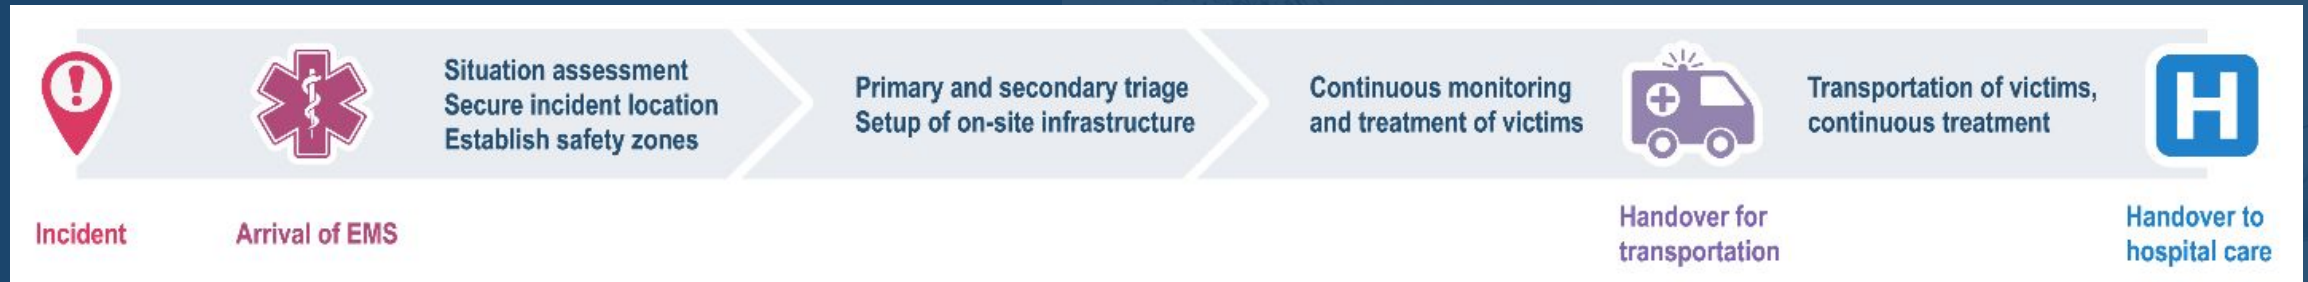 Situation assessment
Secure incident location
Establish safety zones
Primary and secondary triage
Setup of on-site infrastructure
Continuous monitoring
and treatment of victims
Transportation of victims,
continuous treatment
H
Incident
Arrival of EMS
Handover for
transportation
Handover to
hospital care